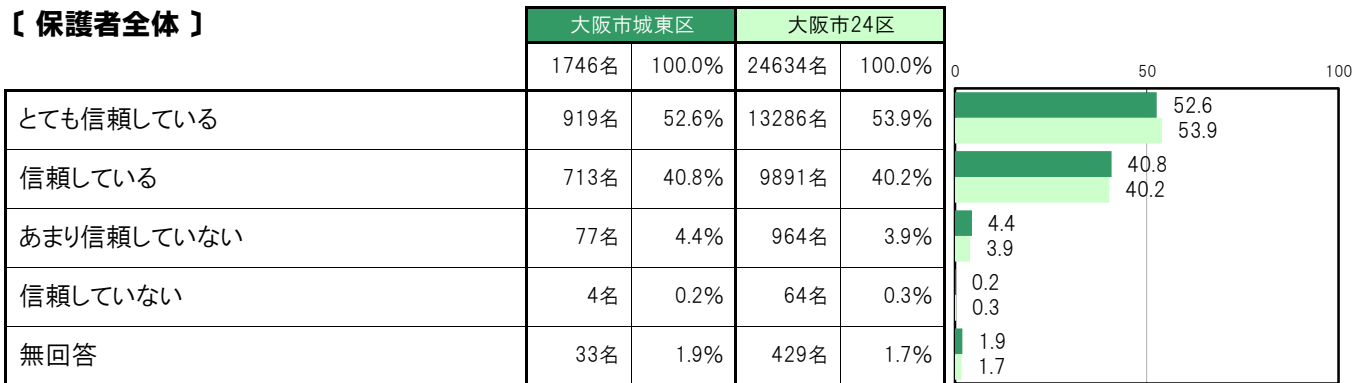 〔 保護者全体 〕
大阪市城東区 大阪市24区
1746名 100.0% 24634名 100.0%
0 50 100
とても信頼している 919名 52.6% 13286名 53.9%
52.6
53.9
信頼している 713名 40.8% 9891名 40.2%
40.8
40.2
あまり信頼していない 77名 4.4% 964名 3.9%
4.4
3.9
信頼していない 4名 0.2% 64名 0.3%
0.2
0.3
無回答 33名 1.9% 429名 1.7%
1.9
1.7